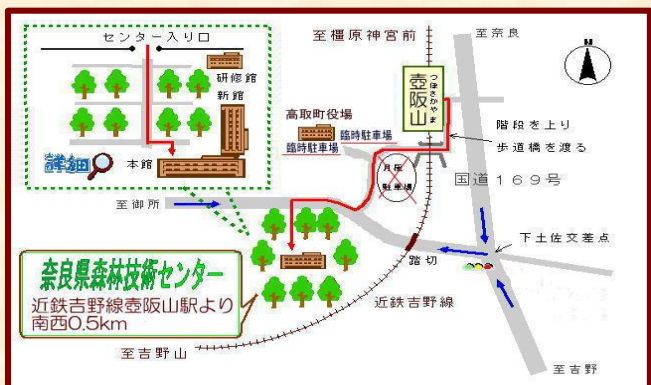 センター入り口
研修館
新館
本館
詳細
至橿原神宮前
至奈良
壺阪山
つぼさかやま
高取町役場
臨時駐車場
臨時駐車場
階段を上り
歩道橋を渡る
月極
駐車場
国道169号
至御所
下土佐交差点
踏切
奈良県森林技術センター
近鉄吉野線壺阪山駅より
南西0.5km
近鉄吉野線
至吉野山
至吉野